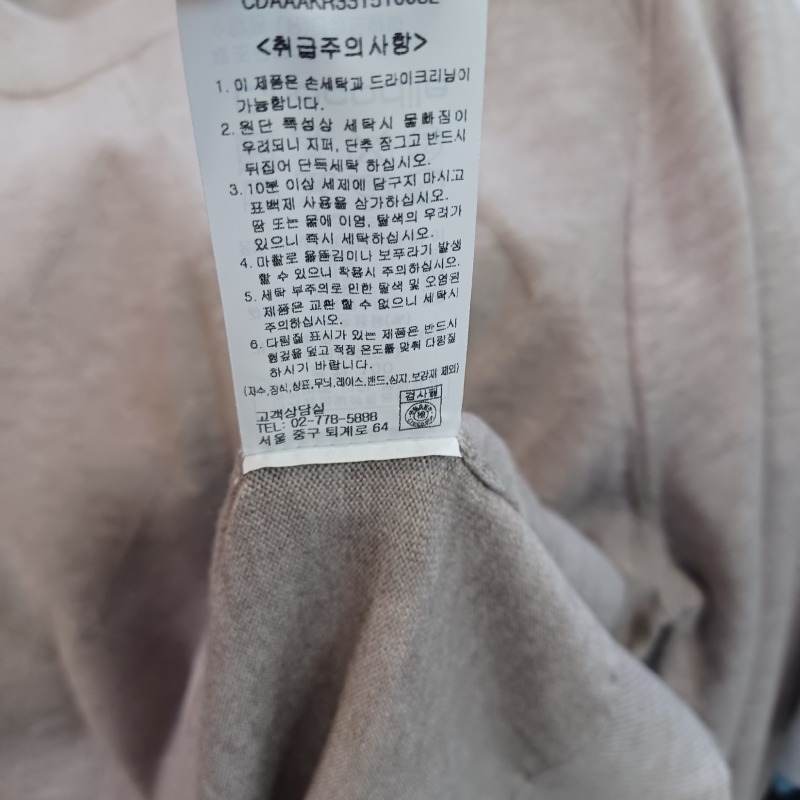 <취급주의사항>
1. 이 제품은 손세탁과 드라이크리닝이
가능합니다.
2. 원단 특성상 세탁시 물빠짐이
우려되니 지퍼, 단추 장그고 반드시
뒤집어 단독세탁 하십시오.
3. 10분 이상 세제에 담구지 마시고
표백제 사용을 삼가하십시오.
땀 또는 물에 이염, 탈색의 우려가
있으니 즉시 세탁하십시오.
4. 마찰로 올뜯김이나 보푸라기 발생
할 수 있으니 착용시 주의하십시오.
5. 세탁 부주의로 인한 탈색 및 오염된
제품은 교환 할 수 없으니 세탁시
주의하십시오.
6. 다림질 표시가 있는 제품은 반드시
헝겊을 덮고 적정 온도를 맞춰 다림질
하시기 바랍니다.
(자수,장식,상표,무늬,레이스,밴드,심지,보강재 제외)
검사필
고객상담실
TEL: 02-778-5888
서울 중구 퇴계로 64